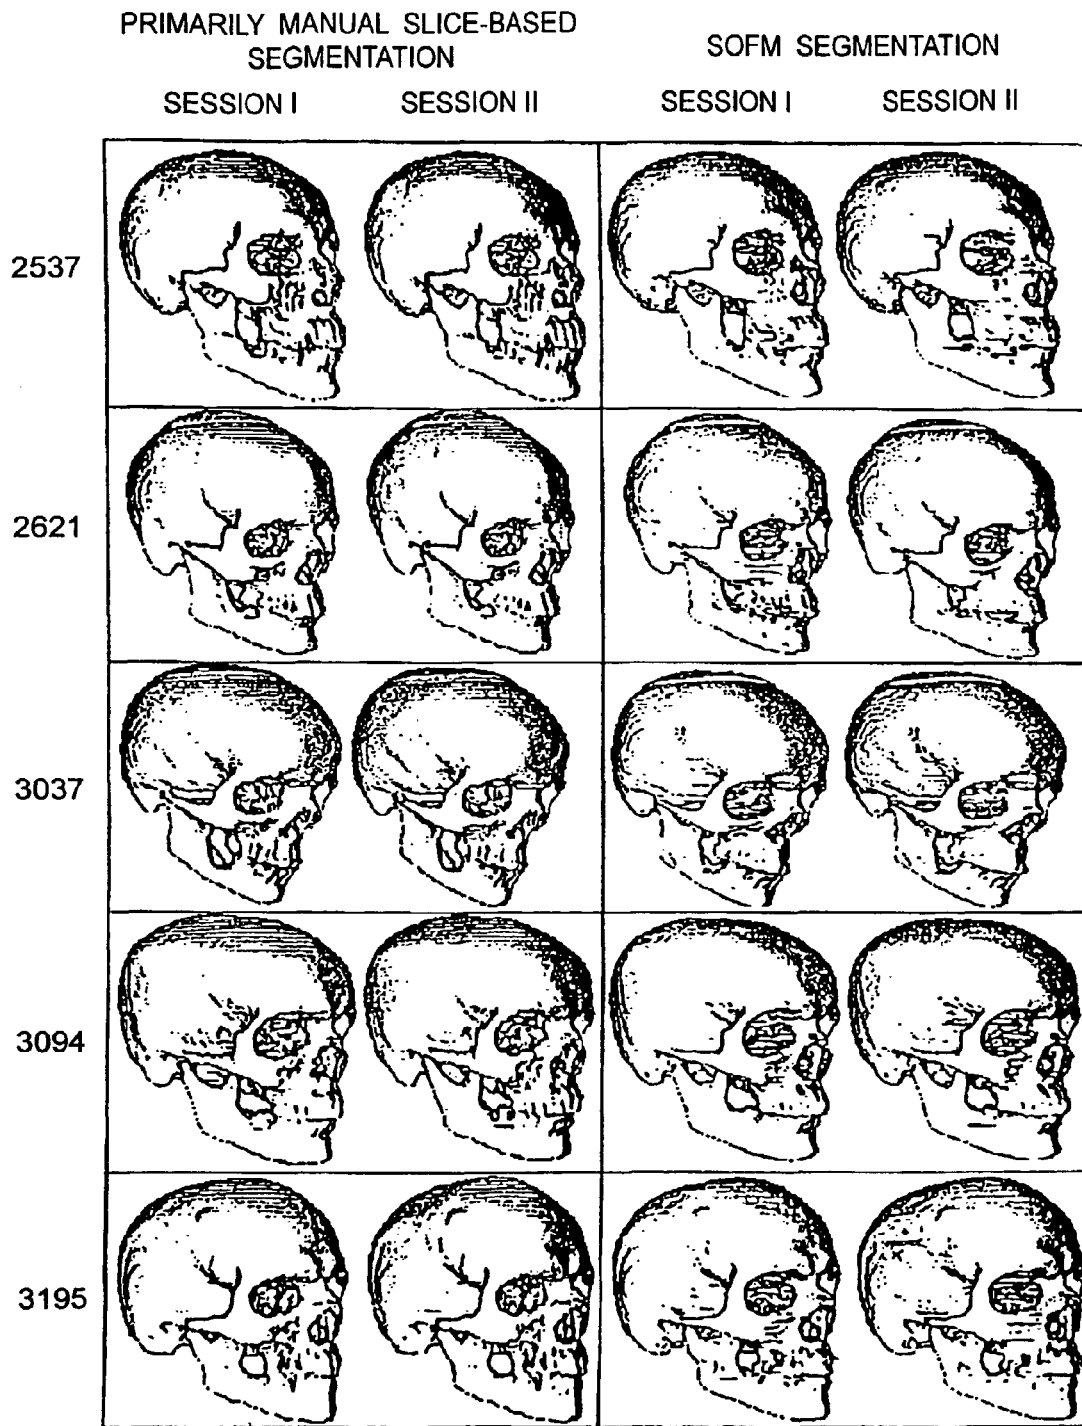 PRIMARILY MANUAL SLICE-BASED
SEGMENTATION
SOFM SEGMENTATION
SESSION I
SESSION II
SESSION I
SESSION II
2537
2621
3037
3094
3195